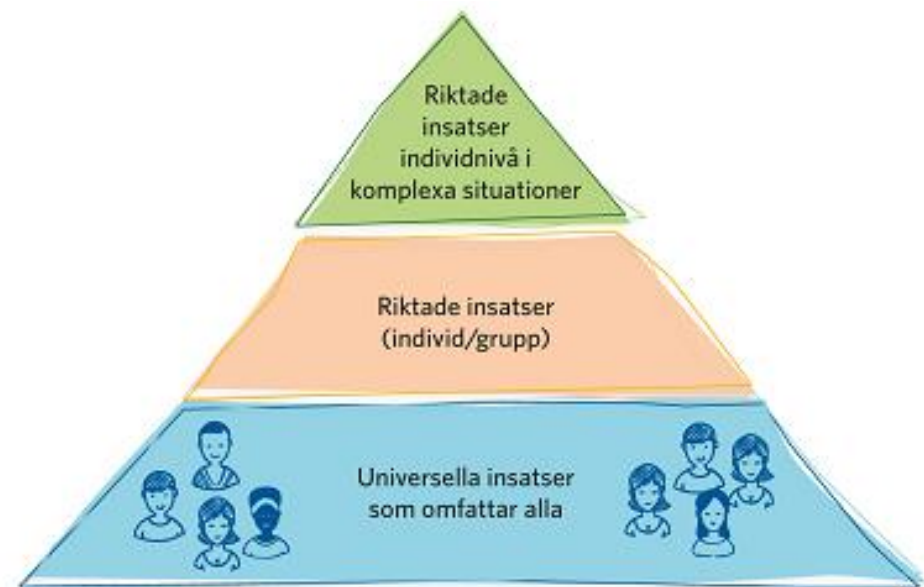 Riktade
insatser
individnivå i
komplexa situationer
Riktade insatser
(individ/grupp)
Universella insatser
som omfattar alla